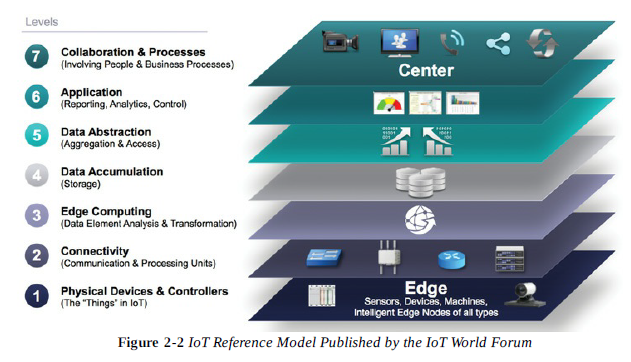 Levels
7 Collaboration & Processes
(Involving People & Business Processes)
6 Application
(Reporting, Analytics, Control)
5 Data Abstraction
(Aggregation & Access)
4 Data Accumulation
(Storage)
3 Edge Computing
(Data Element Analysis & Transformation)
2 Connectivity
(Communication & Processing Units)
1 Physical Devices & Controllers
(The "Things" in IoT)
Center
010101 010101
Edge
Sensors, Devices, Machines,
Intelligent Edge Nodes of all types
Figure 2-2 IoT Reference Model Published by the IoT World Forum